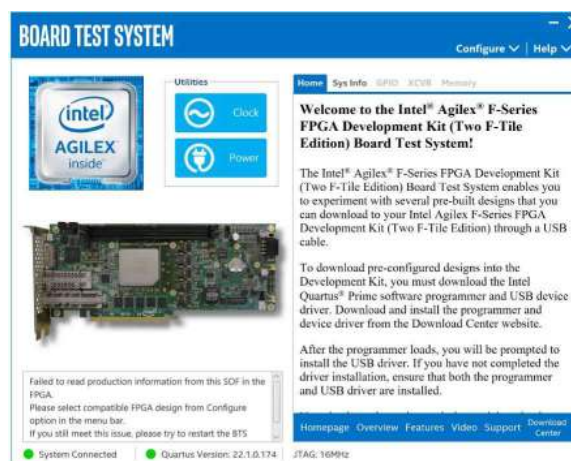 BOARD TEST SYSTEM
Configure Help
Utilities
Clock
Power
intel
AGILEX
inside
Home Sys Info GPIO XCVR Memory
Welcome to the Intel® Agilex® F-Series
FPGA Development Kit (Two F-Tile
Edition) Board Test System!
The Intel® Agilex® F-Series FPGA Development Kit
(Two F-Tile Edition) Board Test System enables you
to experiment with several pre-built designs that you
can download to your Intel Agilex F-Series FPGA
Development Kit (Two F-Tile Edition) through a USB
cable.
To download pre-configured designs into the
Development Kit, you must download the Intel
Quartus® Prime software programmer and USB device
driver. Download and install the programmer and
device driver from the Download Center website.
After the programmer loads, you will be prompted to
install the USB driver. If you have not completed the
driver installation, ensure that both the programmer
and USB driver are installed.
Failed to read production information from this SOF in the
FPGA.
Please select compatible FPGA design from Configure
option in the menu bar.
If you still meet this issue, please try to restart the BTS
Homepage Overview Features Video Support Download
Center
System Connected Quartus Version: 22.1.0.174 JTAG: 16MHz